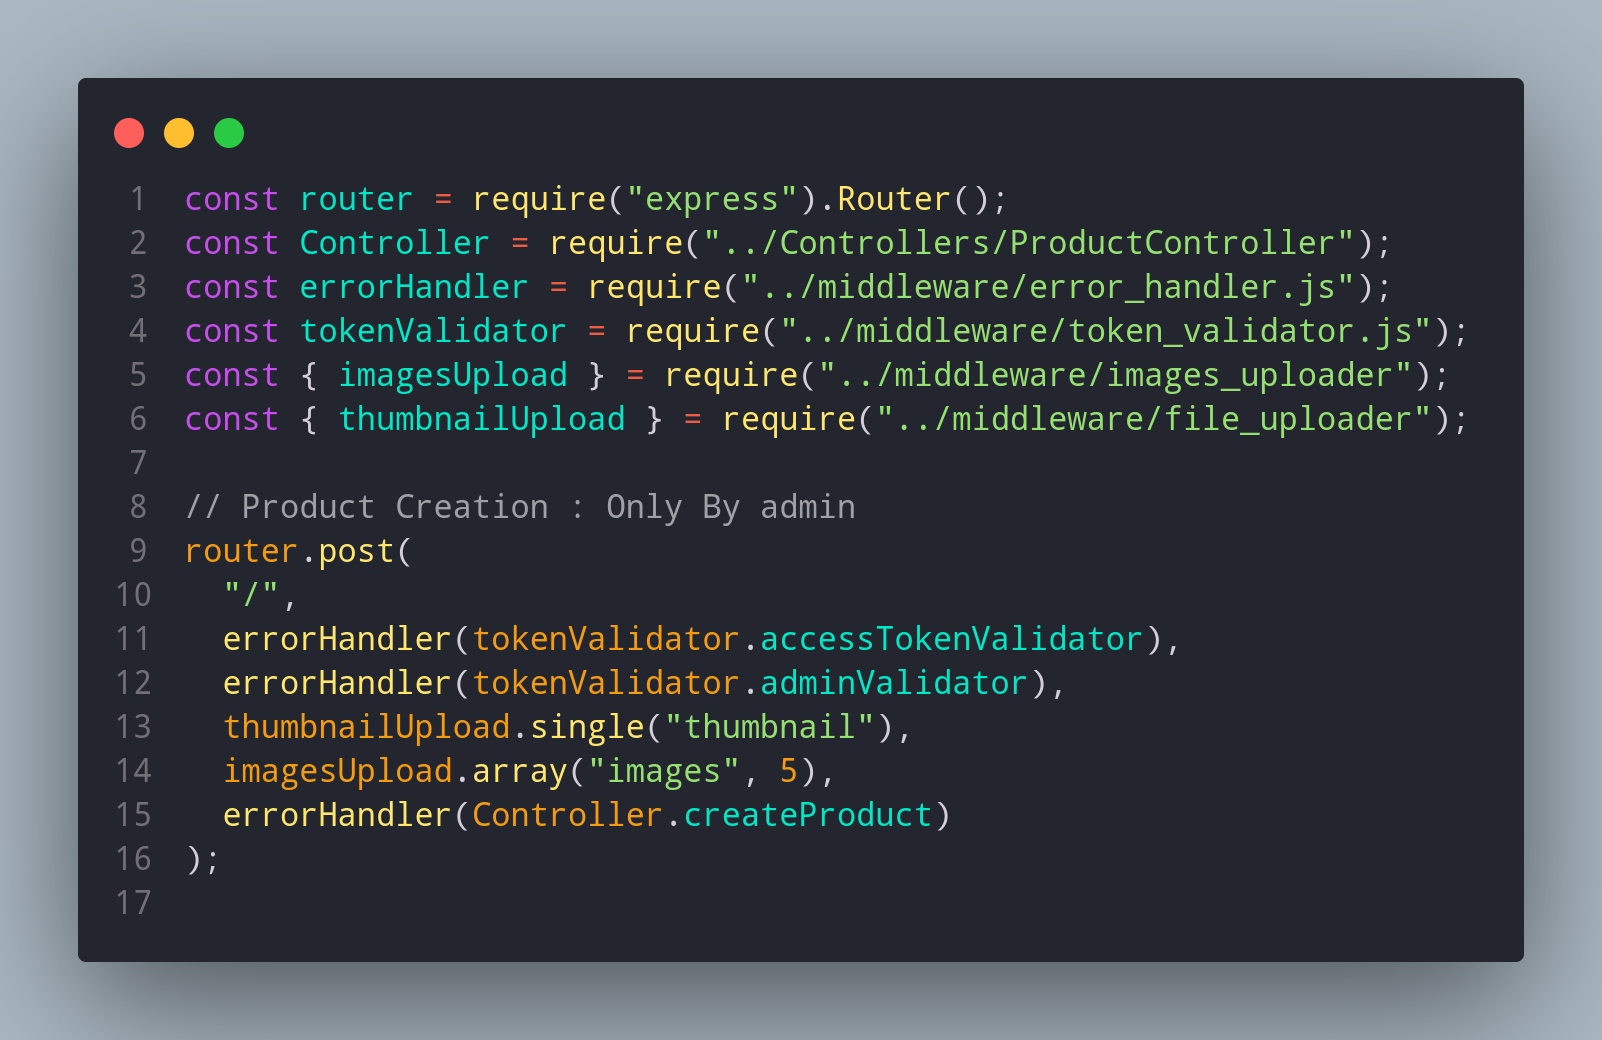 1 const router = require("express").Router();
2 const Controller = require("../Controllers/ProductController");
3 const errorHandler = require("../middleware/error_handler.js");
4 const tokenValidator = require("../middleware/token_validator.js");
5 const { imagesUpload } = require("../middleware/images_uploader");
6 const { thumbnailUpload } = require("../middleware/file_uploader");
7
8 // Product Creation : Only By admin
9 router.post(
10   "/",
11   errorHandler(tokenValidator.accessTokenValidator),
12   errorHandler(tokenValidator.adminValidator),
13   thumbnailUpload.single("thumbnail"),
14   imagesUpload.array("images", 5),
15   errorHandler(Controller.createProduct)
16 );
17